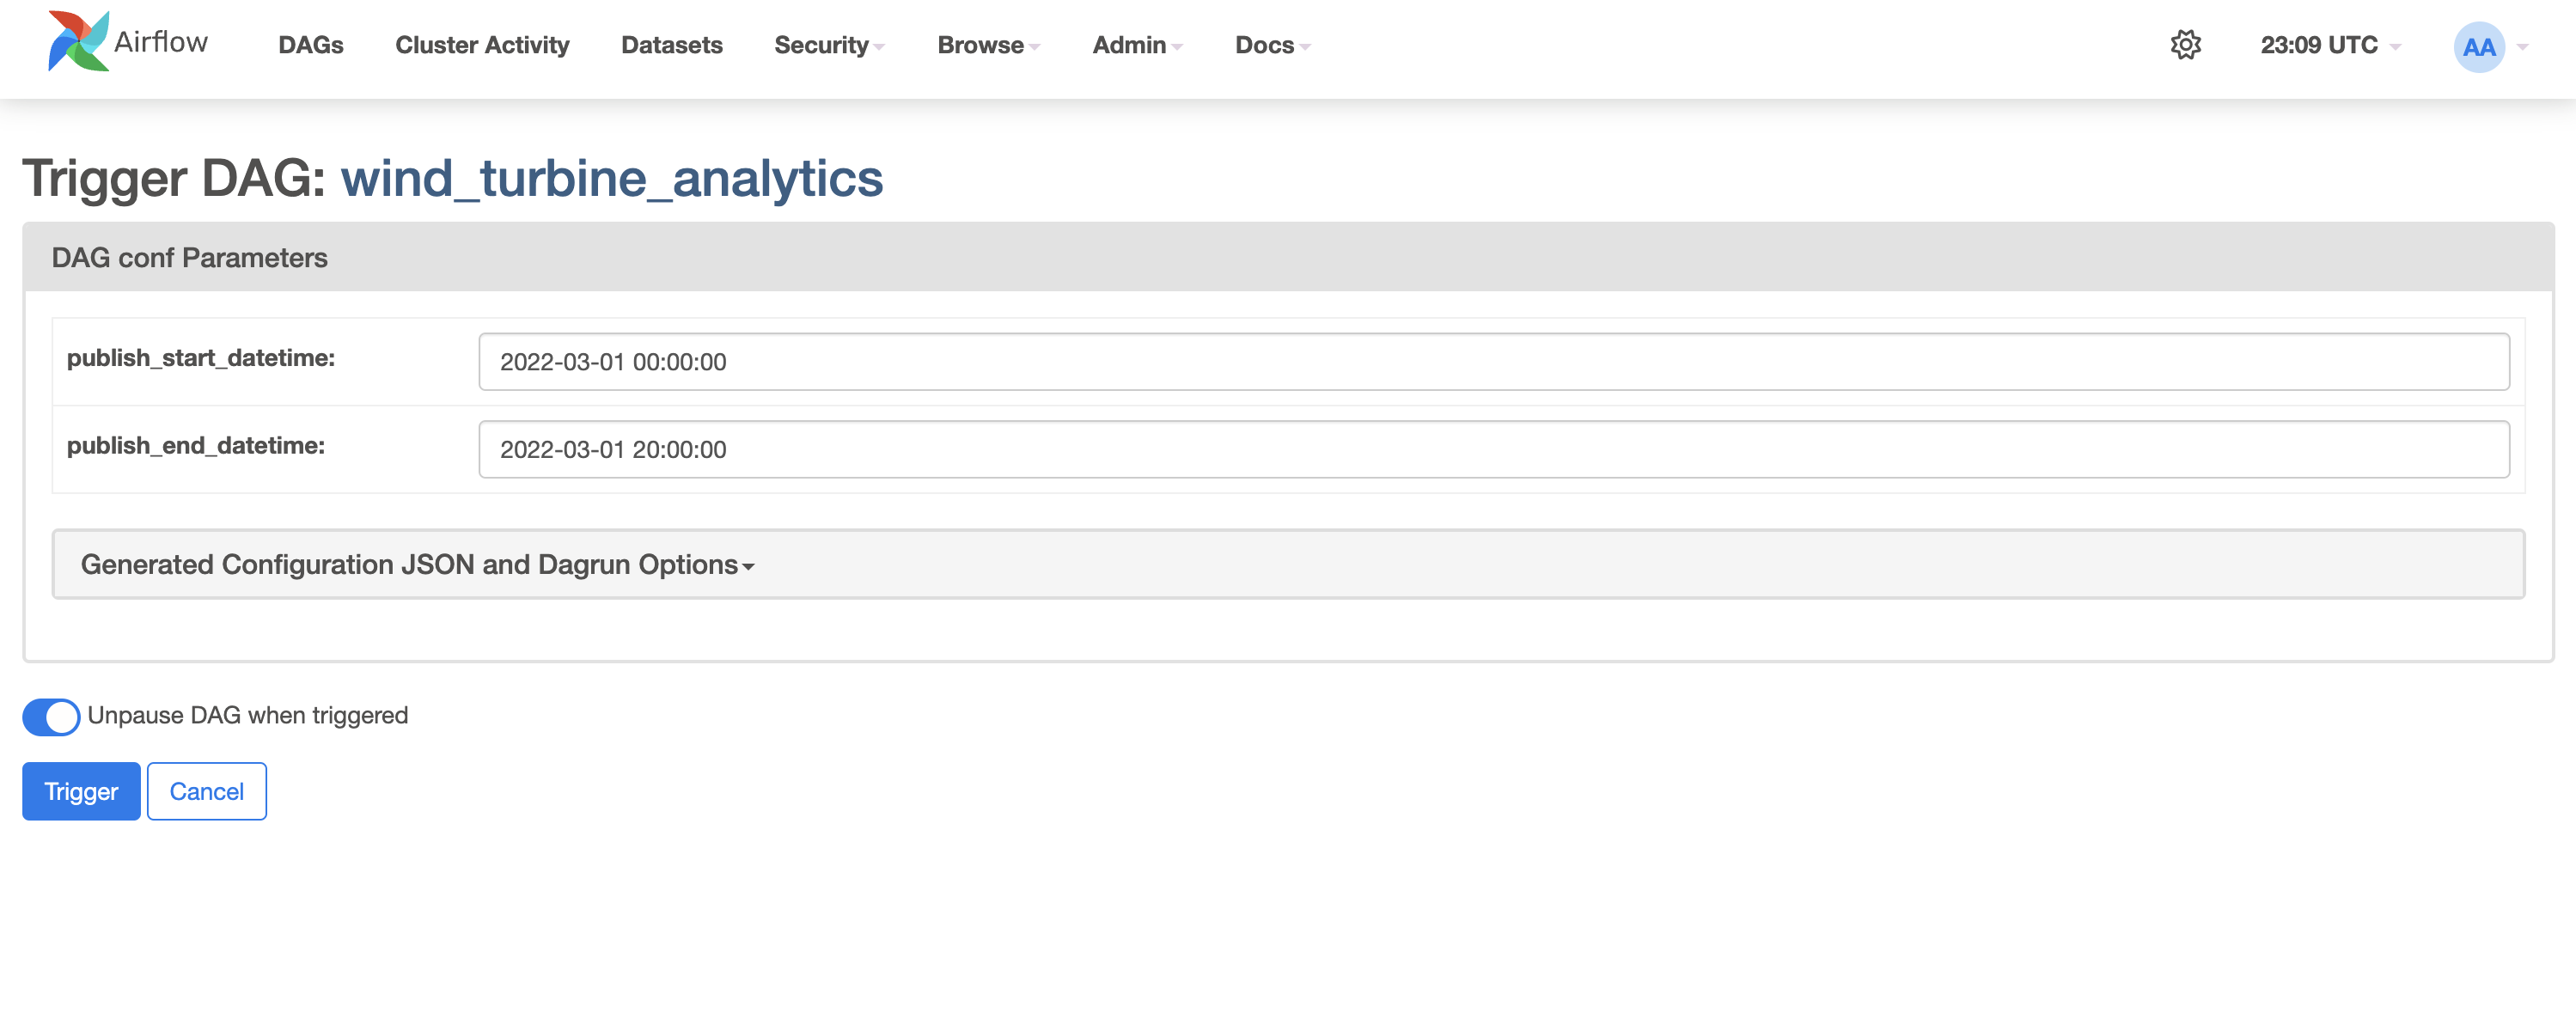 Airflow DAGs Cluster Activity Datasets Security Browse Admin Docs 23:09 UTC AA
Trigger DAG: wind_turbine_analytics
DAG conf Parameters
publish_start_datetime: 2022-03-01 00:00:00
publish_end_datetime: 2022-03-01 20:00:00
Generated Configuration JSON and Dagrun Options
Unpause DAG when triggered
Trigger Cancel